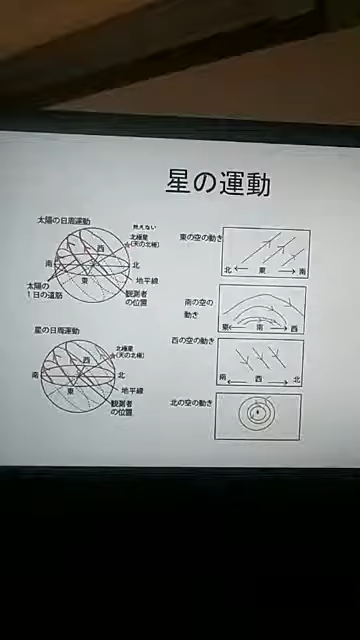 星の運動
太陽の日周運動
見えない
北極星
(天の北極)
西
南
北
東
地平線
太陽の
1日の道筋
観測者
の位置
星の日周運動
北極星
(天の北極)
西
南
北
東
地平線
観測者
の位置
東の空の動き
北 東 南
南の空の
動き
東 南 西
西の空の動き
南 西 北
北の空の動き